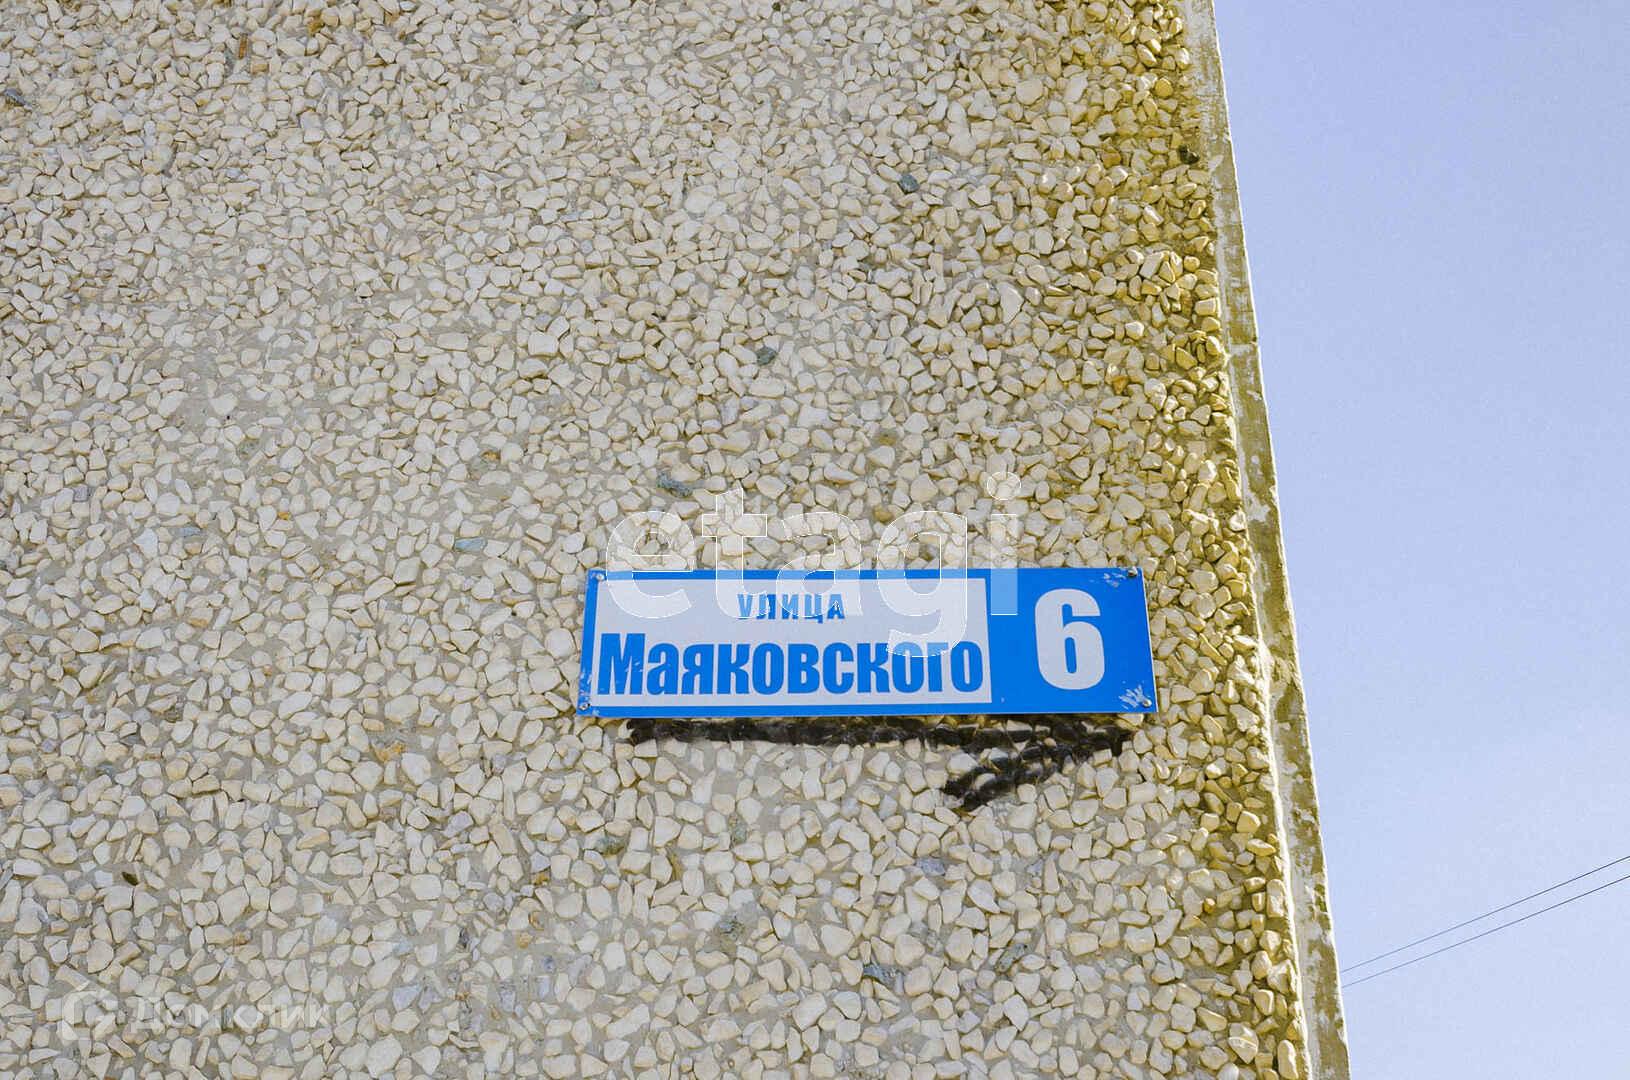 etagi
улица
Маяковского
6
Домклик